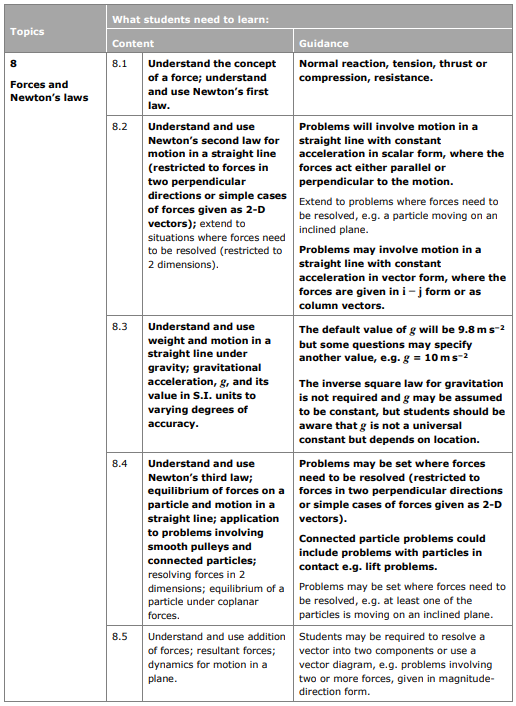 Topics
What students need to learn:
Content
Guidance
8
Forces and
Newton's laws
8.1
Understand the concept
of a force; understand
and use Newton's first
law.
Normal reaction, tension, thrust or
compression, resistance.
8.2
Understand and use
Newton's second law for
motion in a straight line
(restricted to forces in
two perpendicular
directions or simple cases
of forces given as 2-D
vectors); extend to
situations where forces need
to be resolved (restricted to
2 dimensions).
Problems will involve motion in a
straight line with constant
acceleration in scalar form, where the
forces act either parallel or
perpendicular to the motion.
Extend to problems where forces need to
be resolved, e.g. a particle moving on an
inclined plane.
Problems may involve motion in a
straight line with constant
acceleration in vector form, where the
forces are given in i − j form or as
column vectors.
8.3
Understand and use
weight and motion in a
straight line under
gravity; gravitational
acceleration, g, and its
value in S.I. units to
varying degrees of
accuracy.
The default value of g will be 9.8 m s⁻²
but some questions may specify
another value, e.g. g = 10 m s⁻²
The inverse square law for gravitation
is not required and g may be assumed
to be constant, but students should be
aware that g is not a universal
constant but depends on location.
8.4
Understand and use
Newton's third law;
equilibrium of forces on a
particle and motion in a
straight line; application
to problems involving
smooth pulleys and
connected particles;
resolving forces in 2
dimensions; equilibrium of a
particle under coplanar
forces.
Problems may be set where forces need
to be resolved (restricted to
forces in two perpendicular directions
or simple cases of forces given as 2-D
vectors).
Connected particle problems could
include problems with particles in
contact e.g. lift problems.
Problems may be set where forces need to
be resolved, e.g. at least one of the
particles is moving on an inclined plane.
8.5
Understand and use addition
of forces; resultant forces;
dynamics for motion in a
plane.
Students may be required to resolve a
vector into two components or use a
vector diagram, e.g. problems involving
two or more forces, given in magnitude-
direction form.